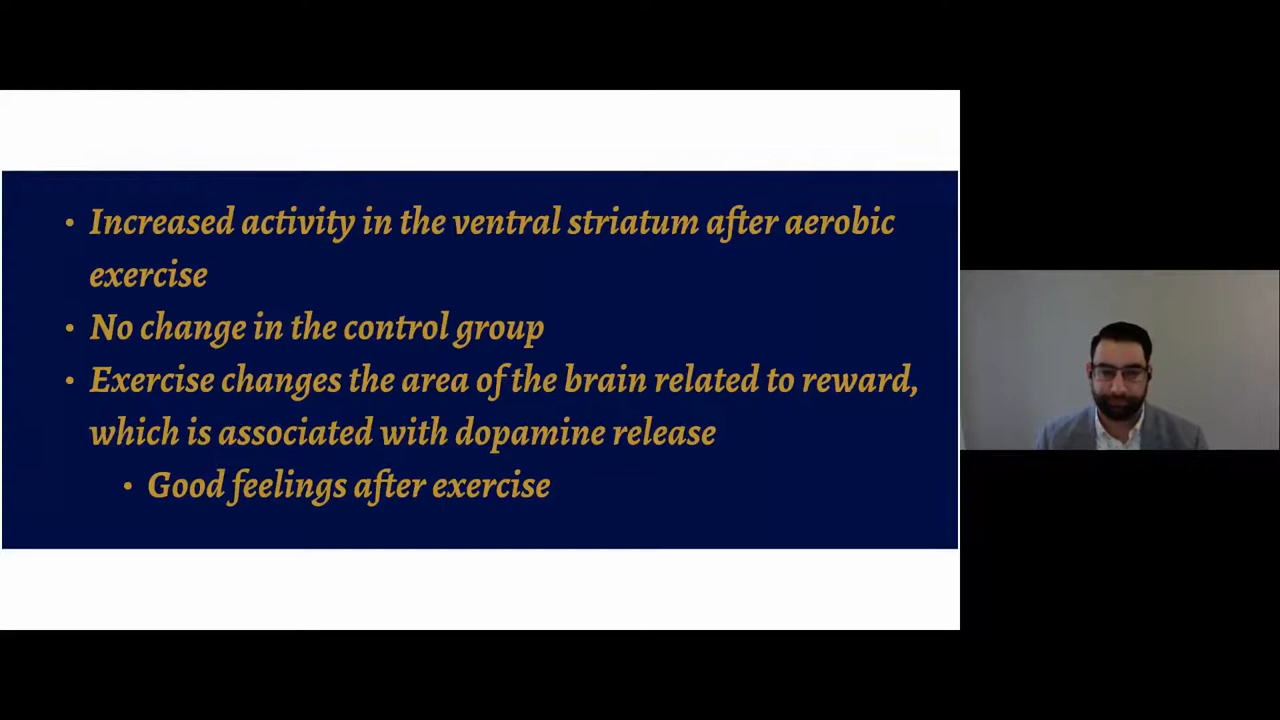 • Increased activity in the ventral striatum after aerobic
exercise
• No change in the control group
• Exercise changes the area of the brain related to reward,
which is associated with dopamine release
• Good feelings after exercise